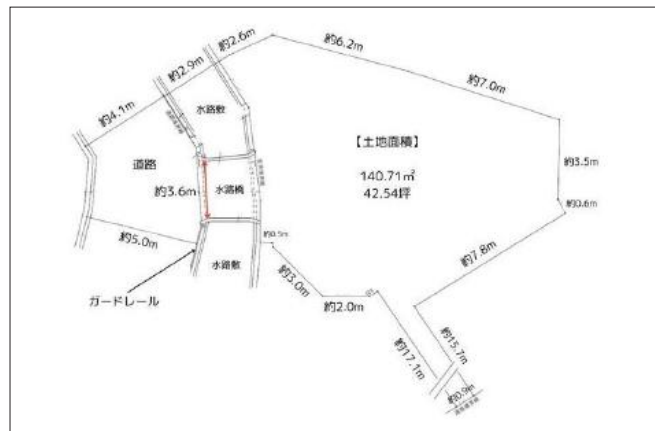 約2.6m
約6.2m
約2.9m
約7.0m
約4.1m
水路敷
【土地面積】
道路
140.71㎡
約3.5m
約3.6m
水路橋
42.54坪
約0.6m
約0.5m
約5.0m
約7.8m
水路敷
約3.0m
ガードレール
約2.0m
約15.7m
約17.1m
約0.9m